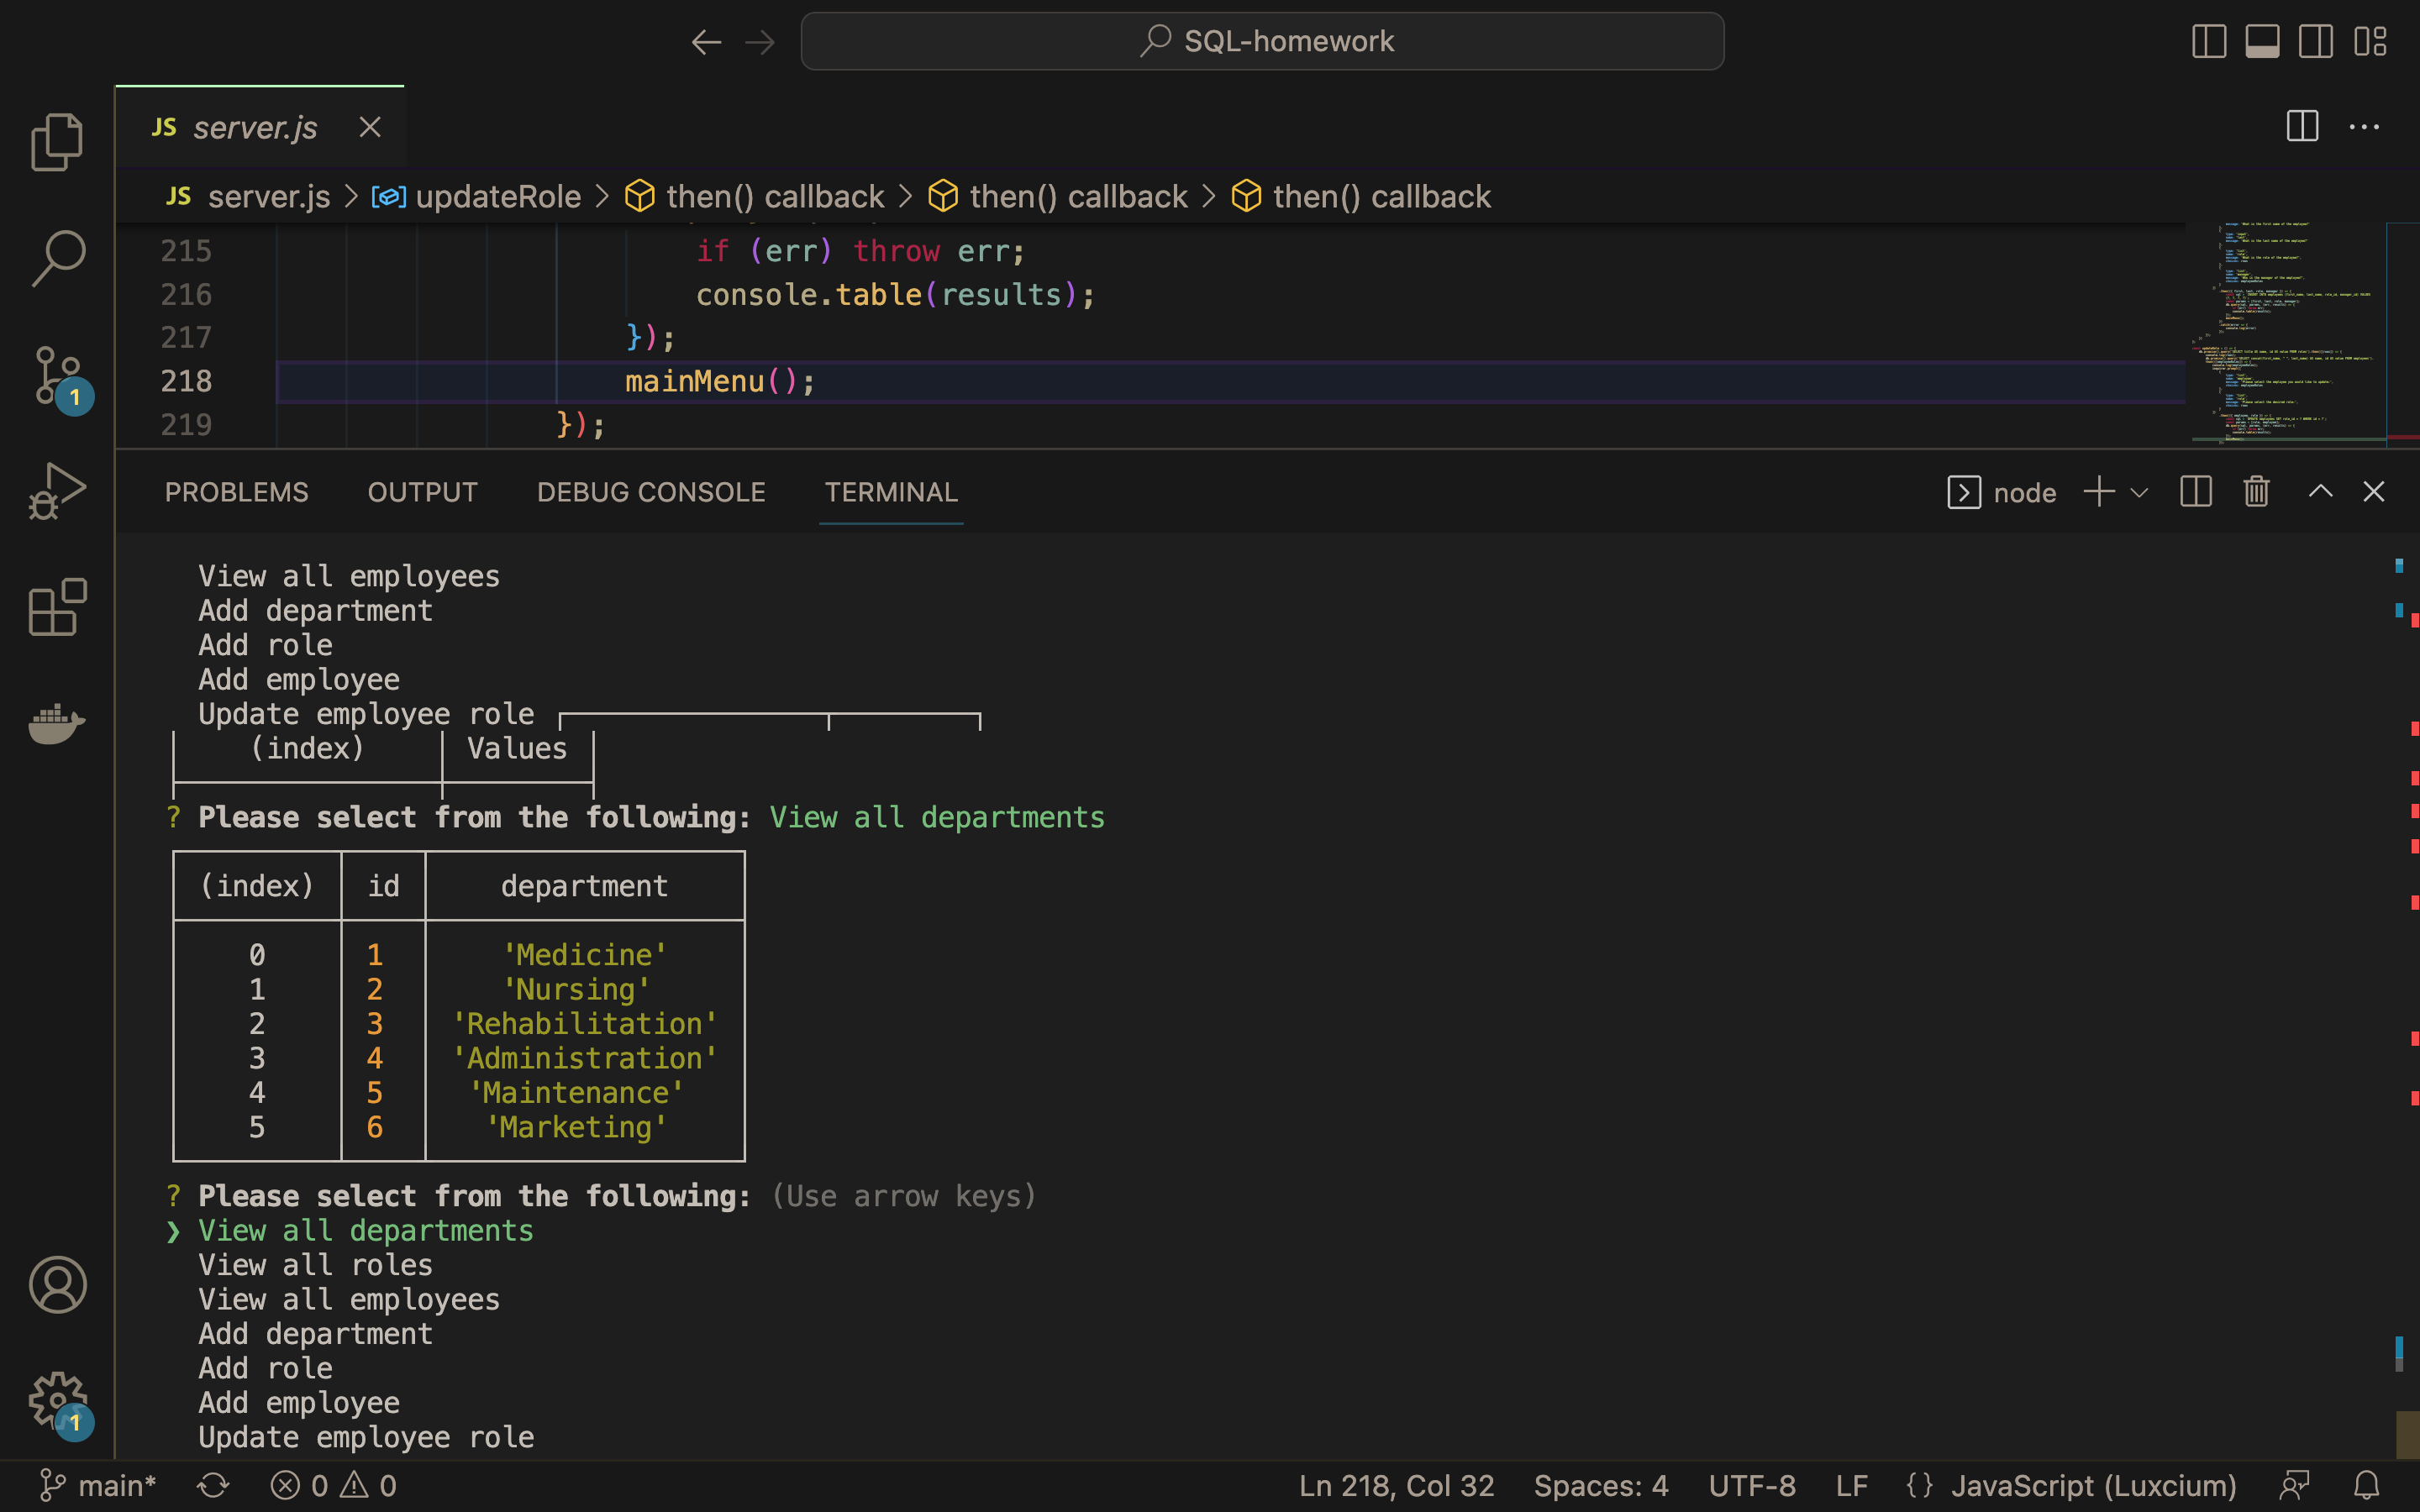 SQL-homework
JS server.js
JS server.js > updateRole > then() callback > then() callback > then() callback
215 if (err) throw err;
216 console.table(results);
217 });
218 mainMenu();
219 });
PROBLEMS OUTPUT DEBUG CONSOLE TERMINAL node
View all employees
Add department
Add role
Add employee
Update employee role
(index) Values
? Please select from the following: View all departments
(index) id department
0 1 'Medicine'
1 2 'Nursing'
2 3 'Rehabilitation'
3 4 'Administration'
4 5 'Maintenance'
5 6 'Marketing'
? Please select from the following: (Use arrow keys)
❯ View all departments
View all roles
View all employees
Add department
Add role
Add employee
Update employee role
1
1
main* 0 0 Ln 218, Col 32 Spaces: 4 UTF-8 LF {} JavaScript (Luxcium)